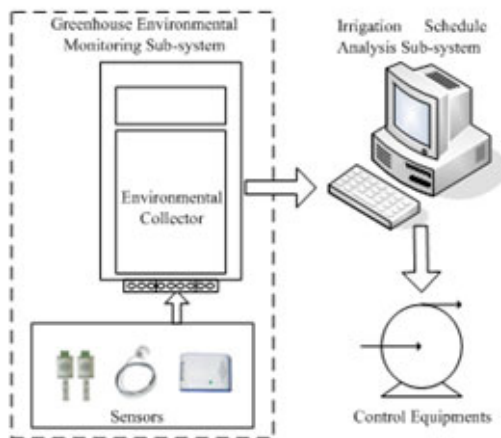 Greenhouse Environmental
Monitoring Sub-system
Irrigation Schedule
Analysis Sub-system
Environmental
Collector
Sensors
Control Equipments